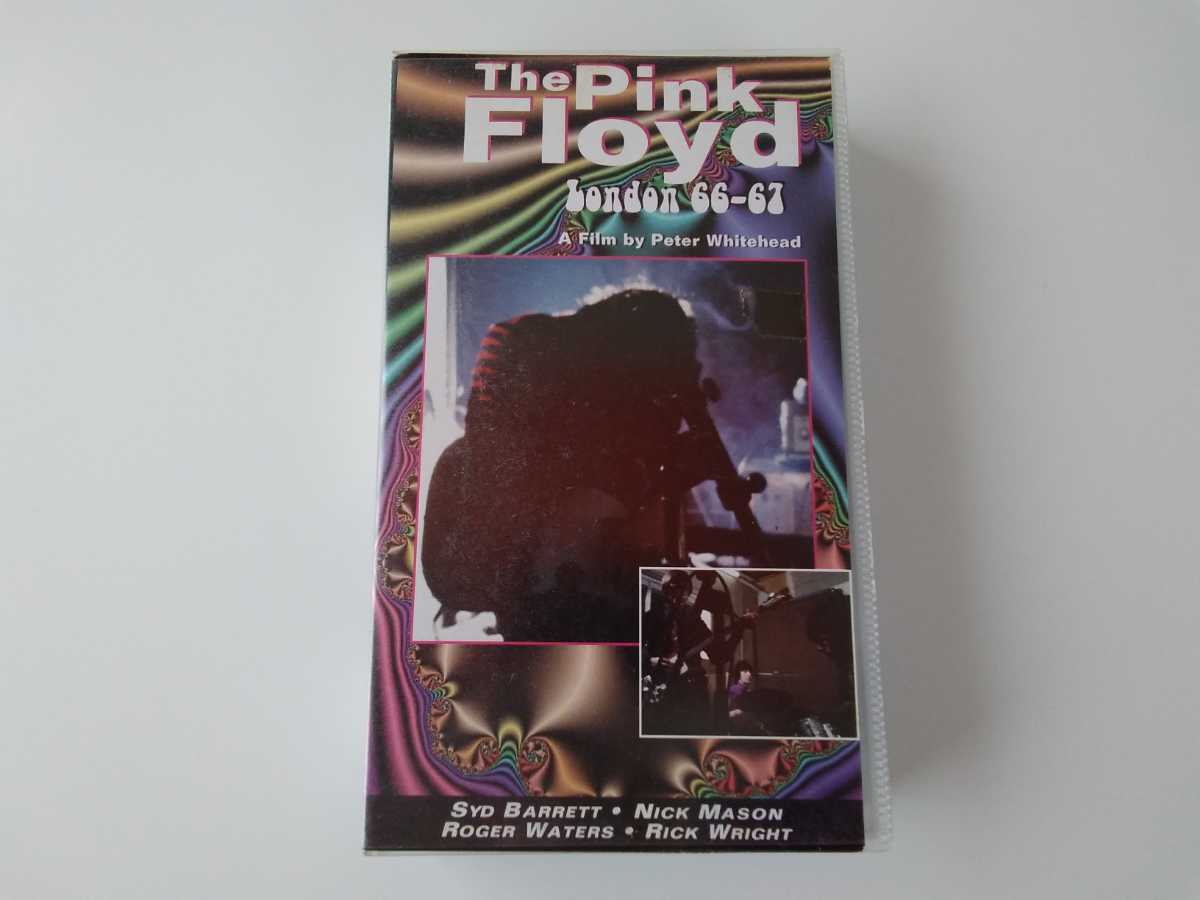 The Pink
Floyd
London 66-67
A Film by Peter Whitehead
SYD BARRETT • NICK MASON
ROGER WATERS • RICK WRIGHT